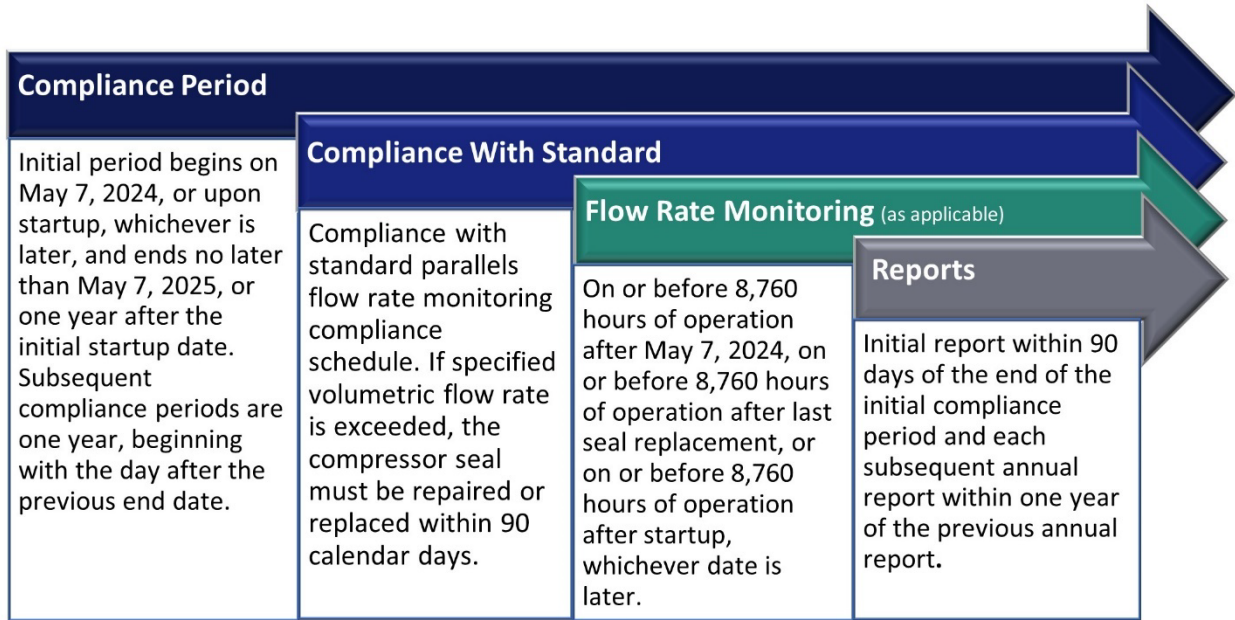 Compliance Period
Initial period begins on
May 7, 2024, or upon
startup, whichever is
later, and ends no later
than May 7, 2025, or
one year after the
initial startup date.
Subsequent
compliance periods are
one year, beginning
with the day after the
previous end date.
Compliance With Standard
Compliance with
standard parallels
flow rate monitoring
compliance
schedule. If specified
volumetric flow rate
is exceeded, the
compressor seal
must be repaired or
replaced within 90
calendar days.
Flow Rate Monitoring (as applicable)
On or before 8,760
hours of operation
after May 7, 2024, on
or before 8,760 hours
of operation after last
seal replacement, or
on or before 8,760
hours of operation
after startup,
whichever date is
later.
Reports
Initial report within 90
days of the end of the
initial compliance
period and each
subsequent annual
report within one year
of the previous annual
report.